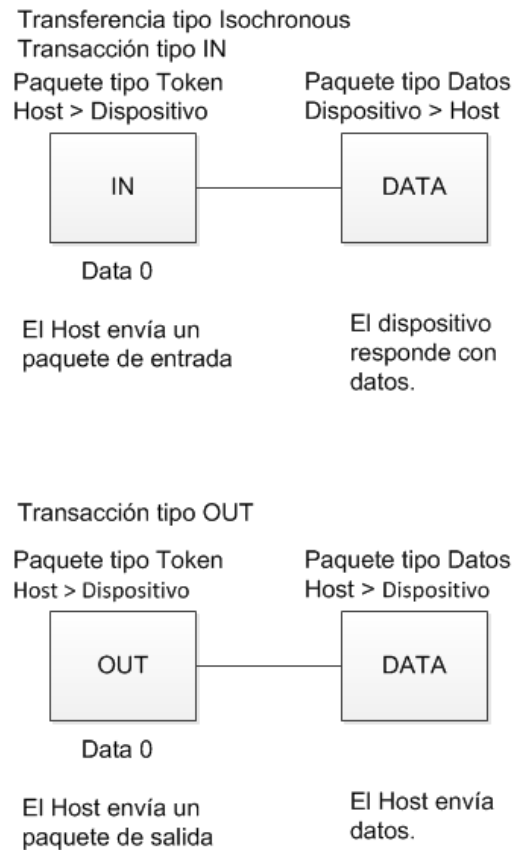 Transferencia tipo Isochronous
Transacción tipo IN
Paquete tipo Token
Host > Dispositivo
Paquete tipo Datos
Dispositivo > Host
IN
DATA
Data 0
El Host envía un
paquete de entrada
El dispositivo
responde con
datos.
Transacción tipo OUT
Paquete tipo Token
Host > Dispositivo
Paquete tipo Datos
Host > Dispositivo
OUT
DATA
Data 0
El Host envía un
paquete de salida
El Host envía
datos.